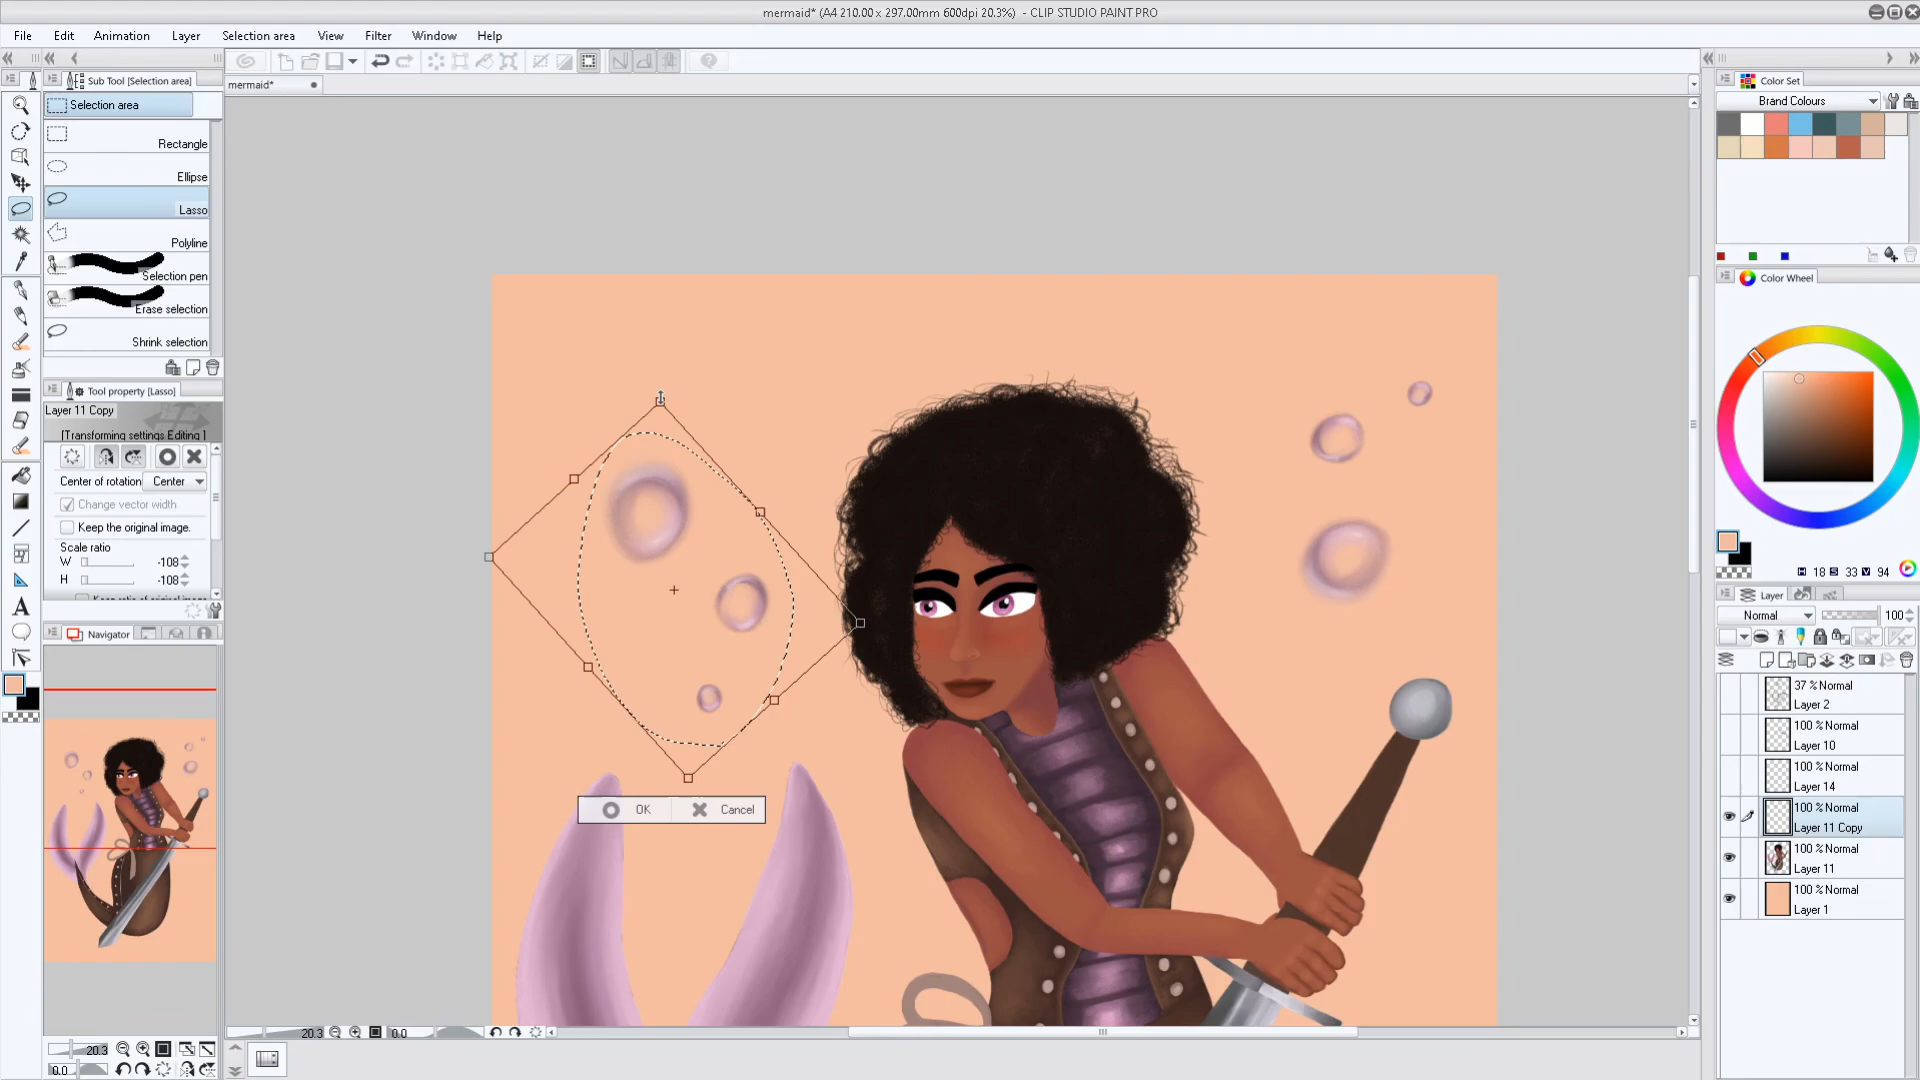 mermaid* (A4 210.00 x 297.00mm 600dpi 20.3%) - CLIP STUDIO PAINT PRO
File Edit Animation Layer Selection area View Filter Window Help
Sub Tool [Selection area]
Selection area
Rectangle
Ellipse
Lasso
Polyline
Selection pen
Erase selection
Shrink selection
Tool property [Lasso]
Layer 11 Copy
[Transforming settings Editing ]
Center of rotation Center
Change vector width
Keep the original image.
Scale ratio
W -108
H -108
Navigator
20.3
0.0
mermaid*
OK Cancel
20.3 0.0
Color Set
Brand Colours
Color Wheel
H 18 S 33 V 94
Layer
Normal 100
37 % Normal
Layer 2
100 % Normal
Layer 10
100 % Normal
Layer 14
100 % Normal
Layer 11 Copy
100 % Normal
Layer 11
100 % Normal
Layer 1